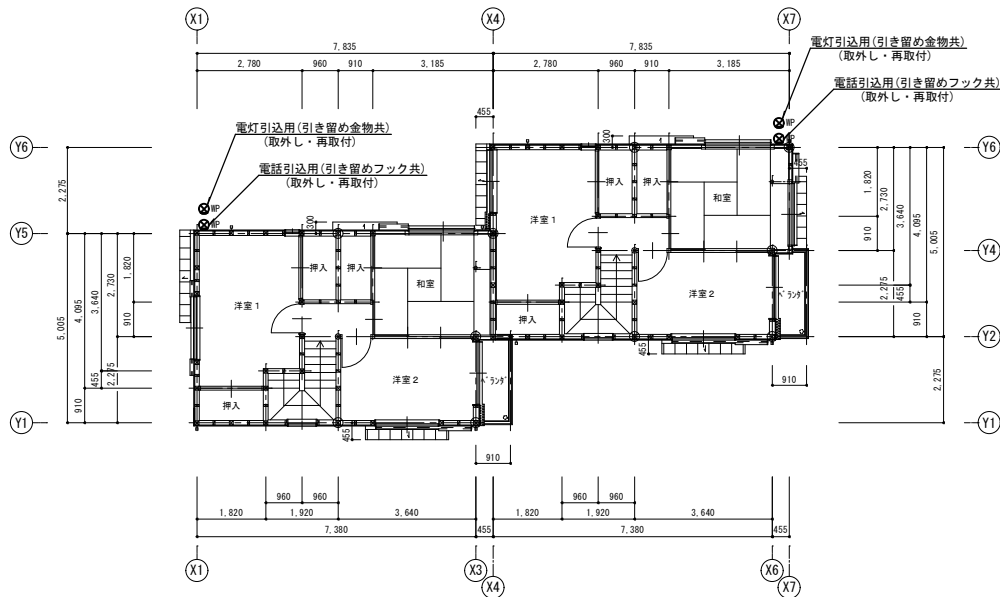 X1
X4
X7
7,835
7,835
2,780
960
910
3,185
2,780
960
910
3,185
455
電灯引込用(引き留め金物共)
(取外し・再取付)
電話引込用(引き留めフック共)
(取外し・再取付)
WP
WP
電灯引込用(引き留め金物共)
(取外し・再取付)
電話引込用(引き留めフック共)
(取外し・再取付)
WP
WP
Y6
Y5
Y1
2,275
5,005
4,095
910
3,640
455
2,730
2,275
1,820
910
300
300
455
洋室1
押入
押入
和室
押入
洋室2
ベランダ
洋室1
押入
押入
和室
押入
洋室2
ベランダ
455
910
455
910
1,820
910
2,730
2,275
3,640
455
4,095
910
5,005
2,275
Y6
Y4
Y2
Y1
960
960
1,820
1,920
3,640
7,380
455
960
960
1,820
1,920
3,640
7,380
455
X1
X3
X4
X6
X7